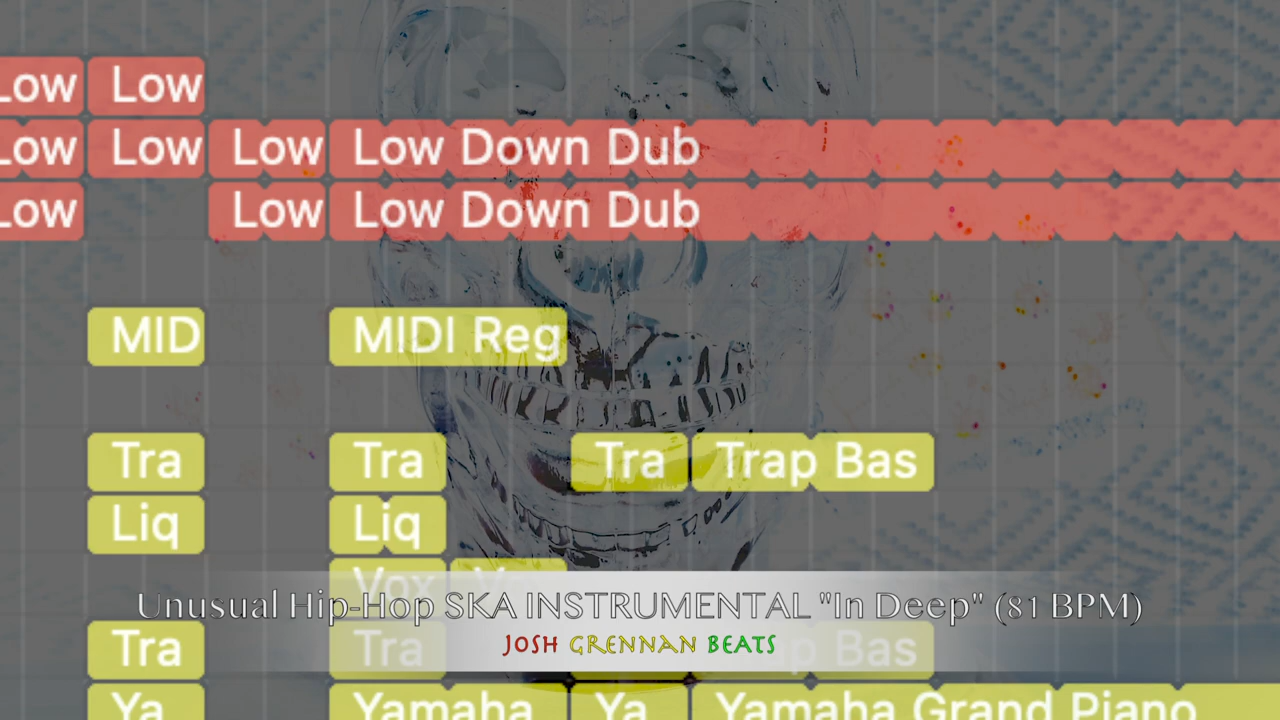 Low Low
Low Low Low Low Down Dub
Low Low Low Down Dub
MID MIDI Reg
Tra Tra Tra Trap Bas
Liq Liq
Vox
Unusual Hip-Hop SKA INSTRUMENTAL "In Deep" (81 BPM)
JOSH GRENNAN BEATS
Tra Tra p Bas
Ya Yamaha Ya Yamaha Grand Piano